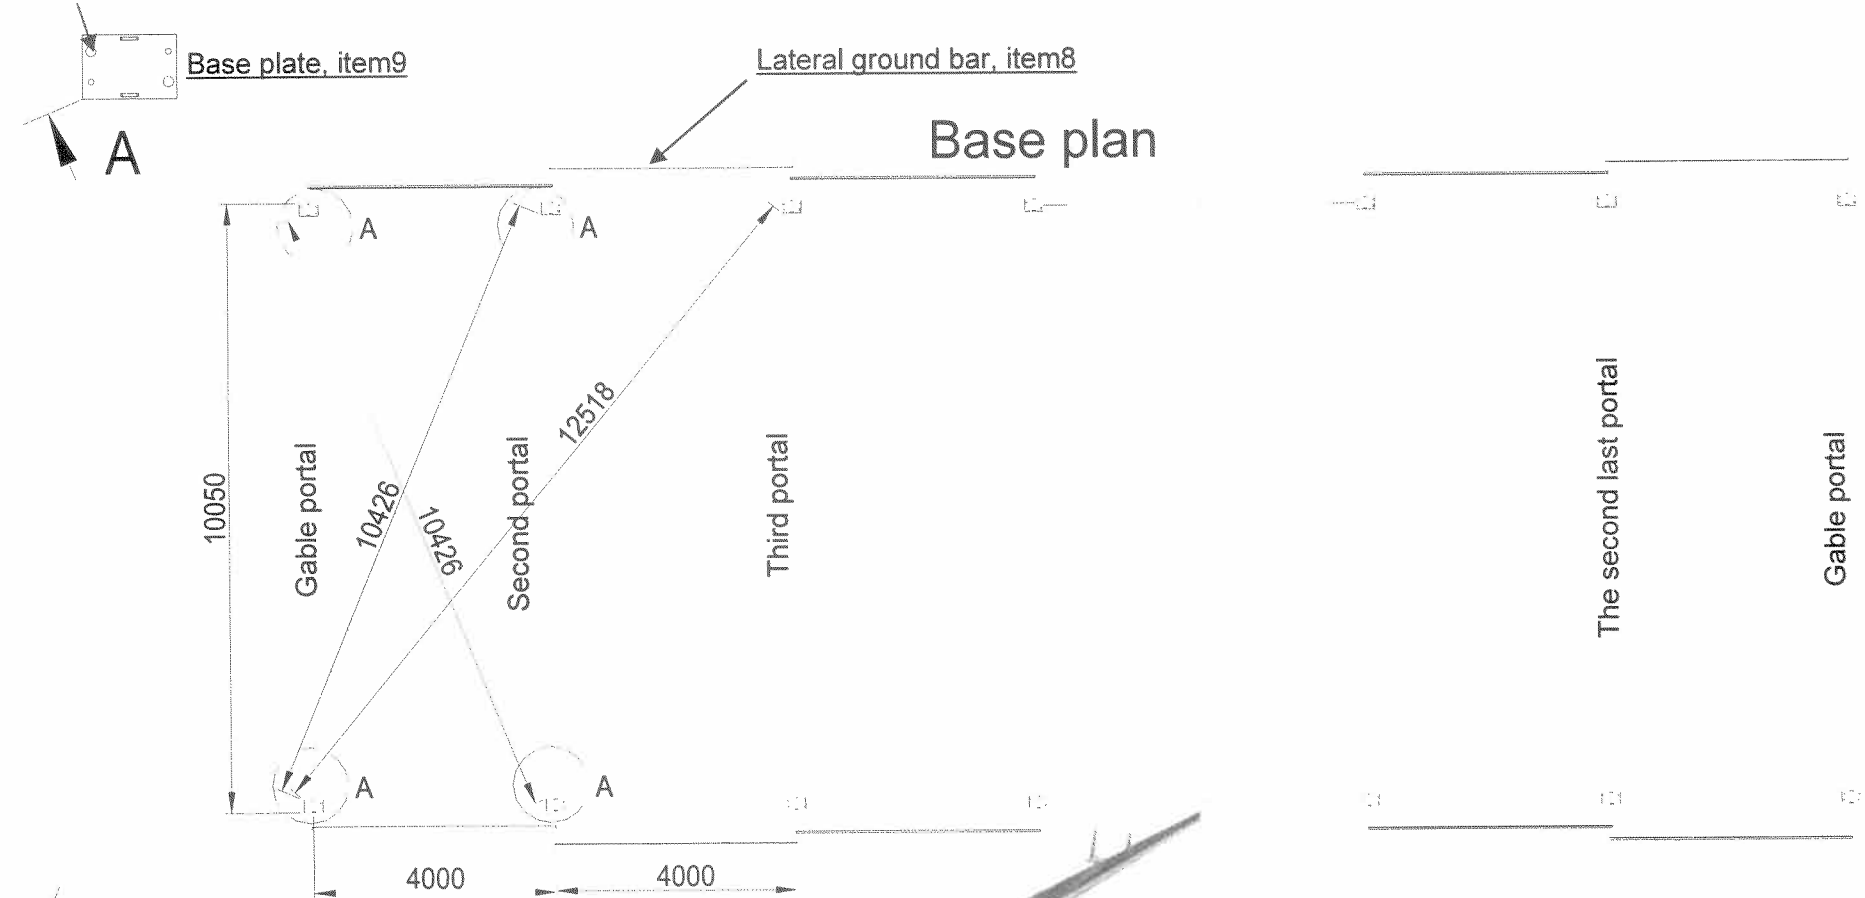 Base plate, item9
Lateral ground bar, item8
A
Base plan
A
A
10050
Gable portal
10426
10426
Second portal
12518
Third portal
The second last portal
Gable portal
A
A
4000
4000